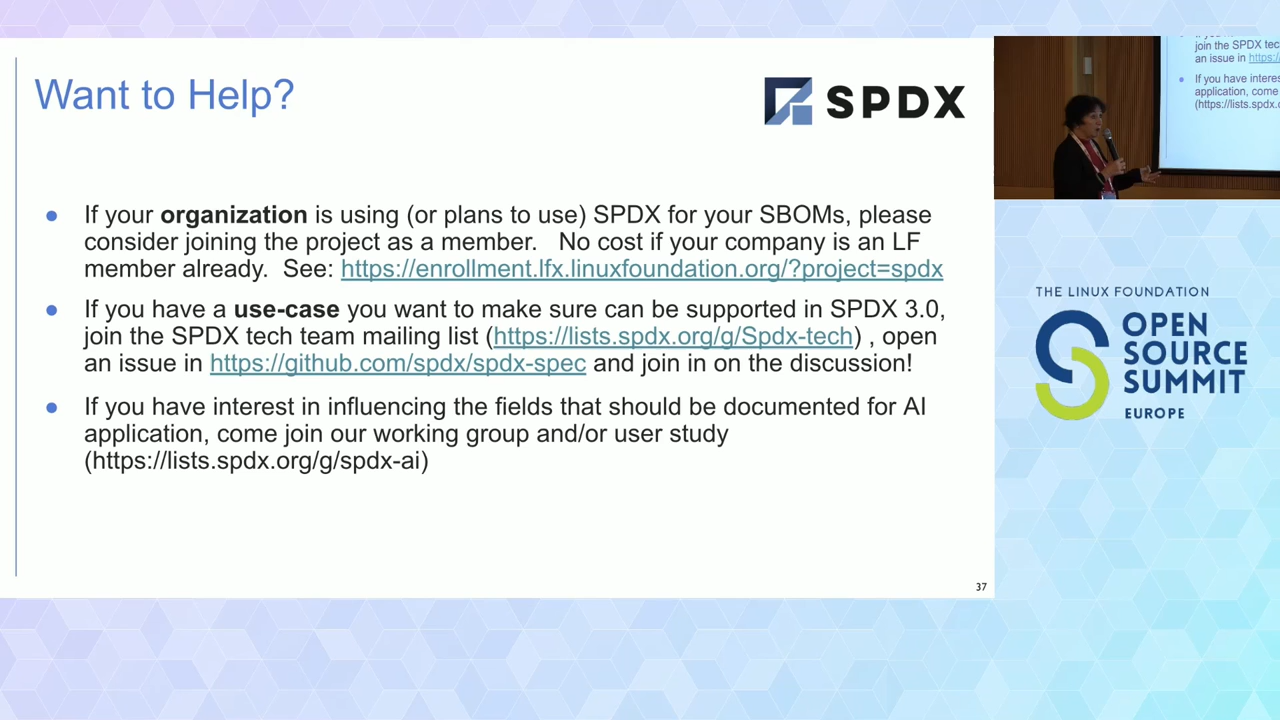 Want to Help?
SPDX
● If your organization is using (or plans to use) SPDX for your SBOMs, please
consider joining the project as a member. No cost if your company is an LF
member already. See: https://enrollment.lfx.linuxfoundation.org/?project=spdx
● If you have a use-case you want to make sure can be supported in SPDX 3.0,
join the SPDX tech team mailing list (https://lists.spdx.org/g/Spdx-tech) , open
an issue in https://github.com/spdx/spdx-spec and join in on the discussion!
● If you have interest in influencing the fields that should be documented for AI
application, come join our working group and/or user study
(https://lists.spdx.org/g/spdx-ai)
37
join the SPDX tec
an issue in https:/
If you have interes
application, come
(https://lists.spdx.o
THE LINUX FOUNDATION
OPEN
SOURCE
SUMMIT
EUROPE